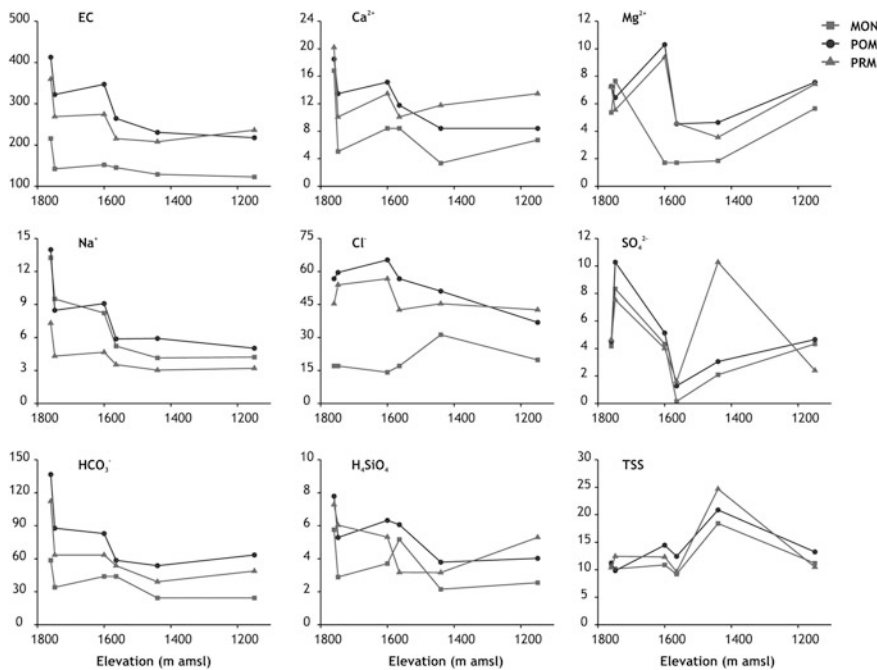 EC
500
400
300
200
100
1800 1600 1400 1200
Ca²⁺
24
20
16
12
8
4
0
1800 1600 1400 1200
Mg²⁺
12
10
8
6
4
2
0
1800 1600 1400 1200
MON
POM
PRM
Na⁺
15
12
9
6
3
0
1800 1600 1400 1200
Cl⁻
75
60
45
30
15
0
1800 1600 1400 1200
SO₄²⁻
12
10
8
6
4
2
0
1800 1600 1400 1200
HCO₃⁻
150
120
90
60
30
0
1800 1600 1400 1200
Elevation (m amsl)
H₄SiO₄
10
8
6
4
2
0
1800 1600 1400 1200
Elevation (m amsl)
TSS
30
25
20
15
10
5
0
1800 1600 1400 1200
Elevation (m amsl)